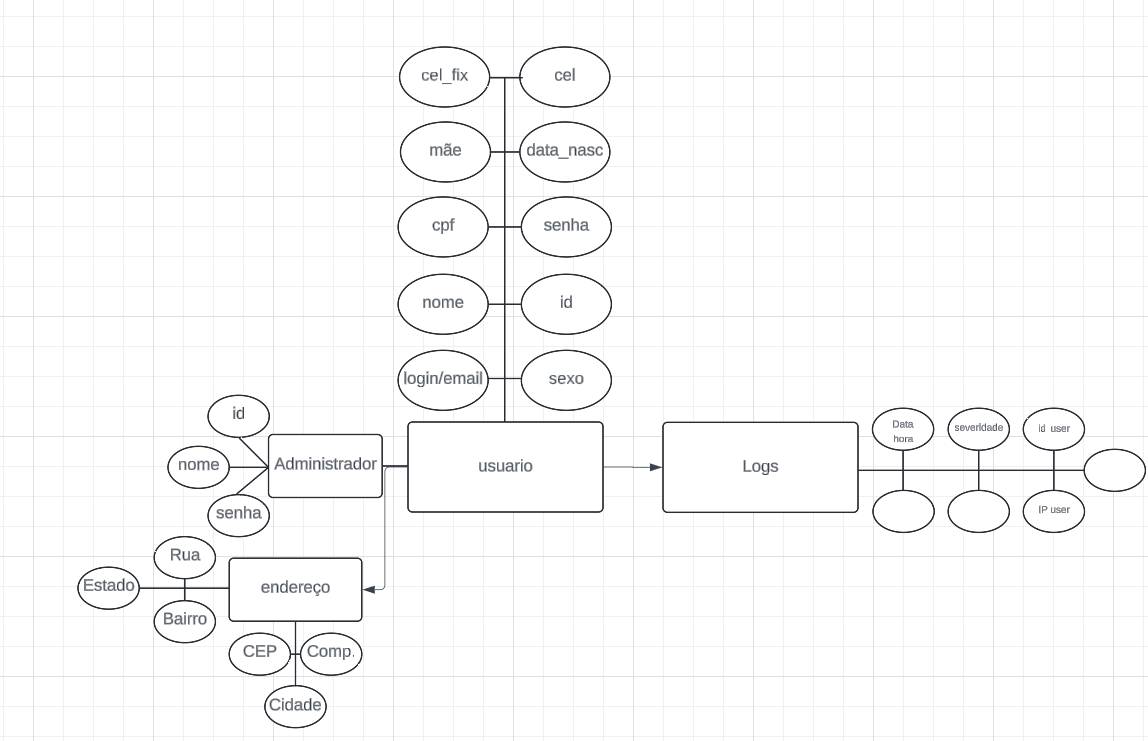 cel_fix
cel
mãe
data_nasc
cpf
senha
nome
id
login/email
sexo
id
nome
senha
Administrador
usuario
Logs
Data
hora
severidade
id user
IP user
Rua
Estado
Bairro
endereço
CEP
Comp.
Cidade